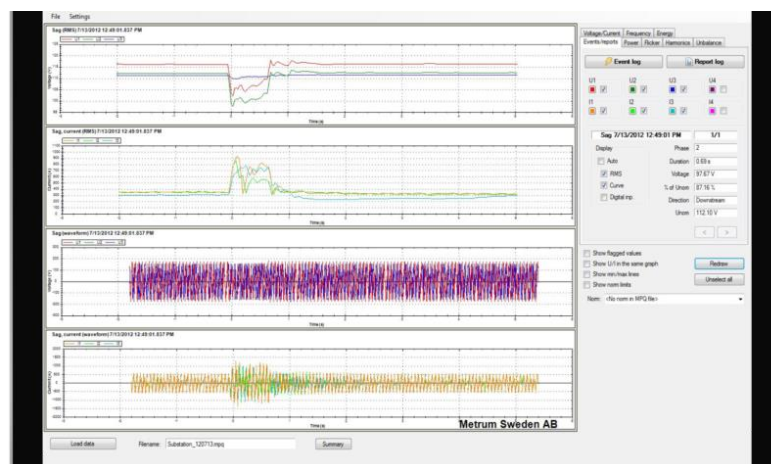 File Settings
Sag (RMS) 7/13/2012 12:49:01.837 PM
Voltage (V)
Time (s)
Sag, current (RMS) 7/13/2012 12:49:01.837 PM
Current (A)
Time (s)
Sag (waveform) 7/13/2012 12:49:01.837 PM
Voltage (V)
Time (s)
Sag, current (waveform) 7/13/2012 12:49:01.837 PM
Current (A)
Time (s)
Metrum Sweden AB
Load data
Filename: Substation_120713.mpq
Summary
Voltage/Current Frequency Energy
Events/reports Power Flicker Harmonics Unbalance
Event log Report log
U1 U2 U3 U4
I1 I2 I3 I4
Sag 7/13/2012 12:49:01 PM 1/1
Display Phase 2
Auto Duration 0.69 s
RMS Voltage 97.87 V
Curve % of Unom 87.16 %
Digital inp. Direction Downstream
Unom 112.10 V
< >
Show flagged values
Show U/I in the same graph Redraw
Show min/max lines Unselect all
Show norm limits
Norm: <No norm in MPQ file>